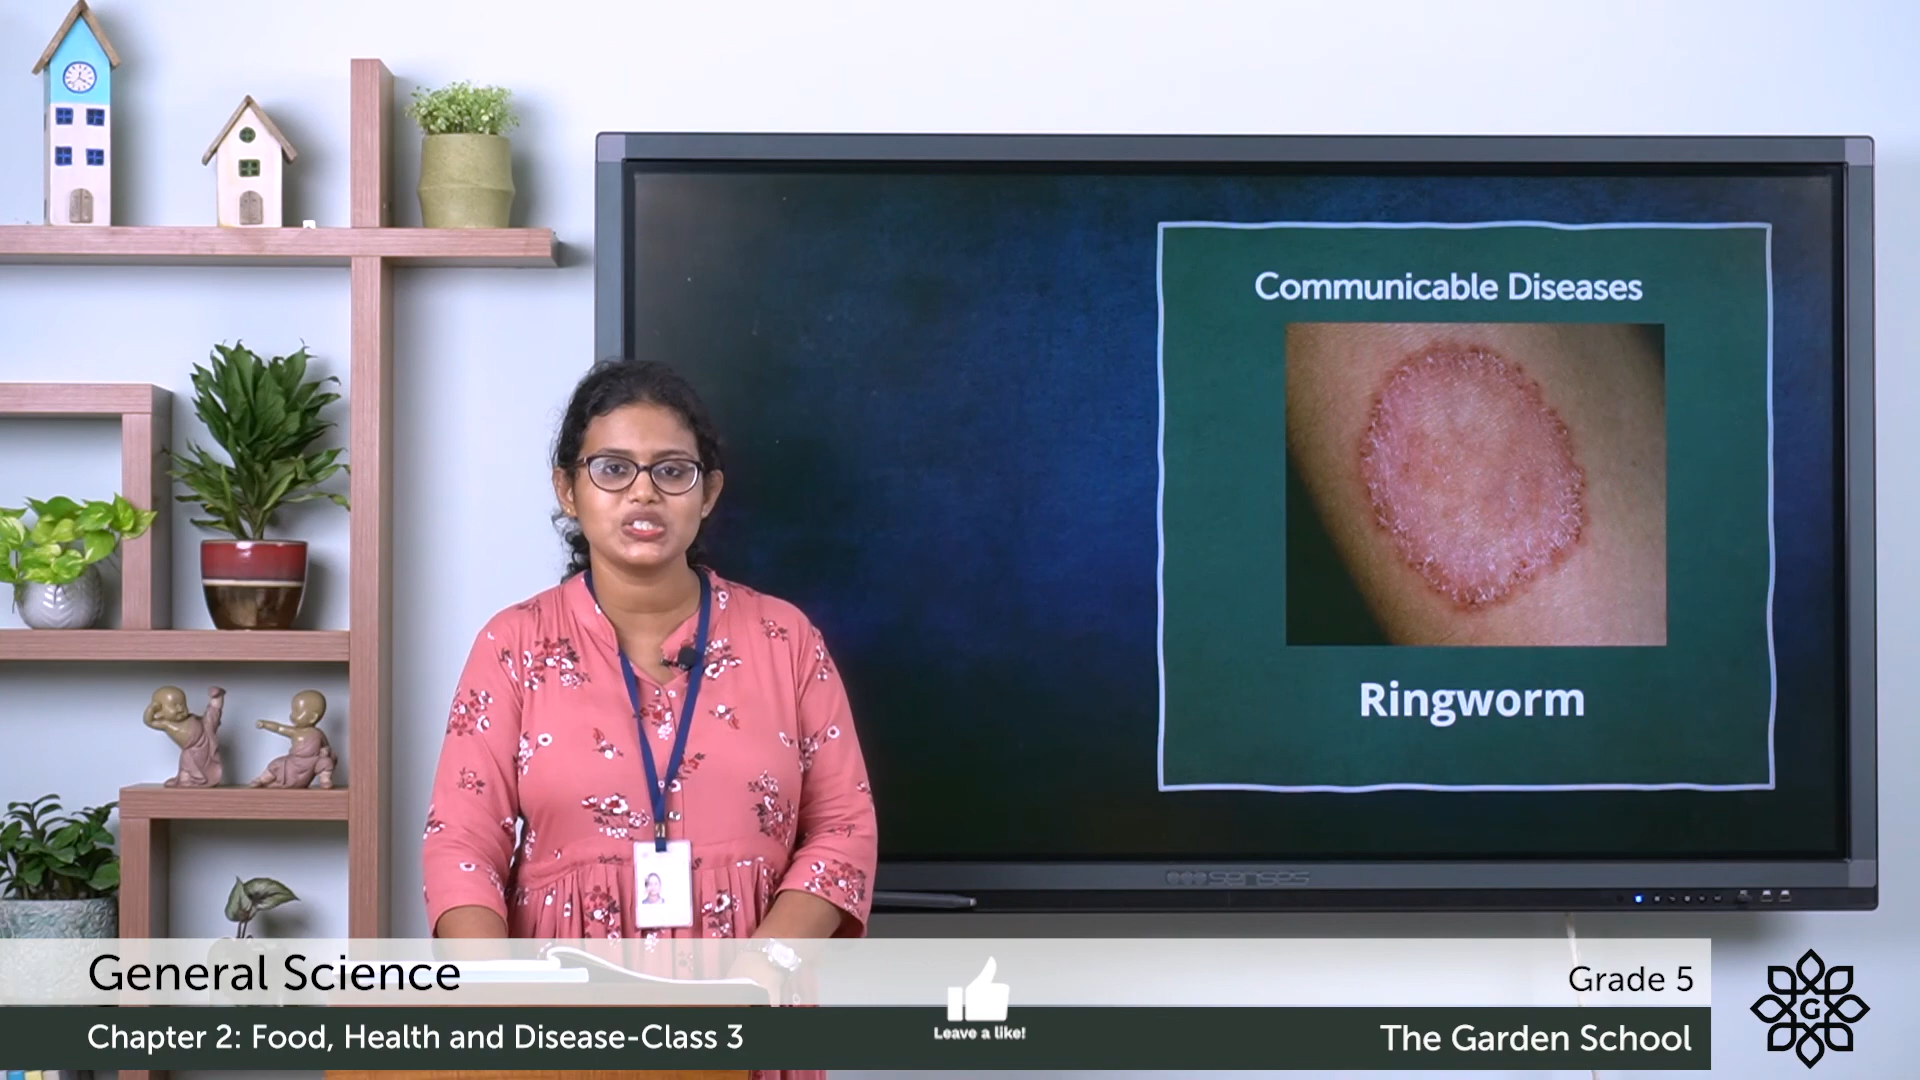 Communicable Diseases
Ringworm
senses
General Science
Grade 5
Chapter 2: Food, Health and Disease-Class 3
Leave a like!
The Garden School
G